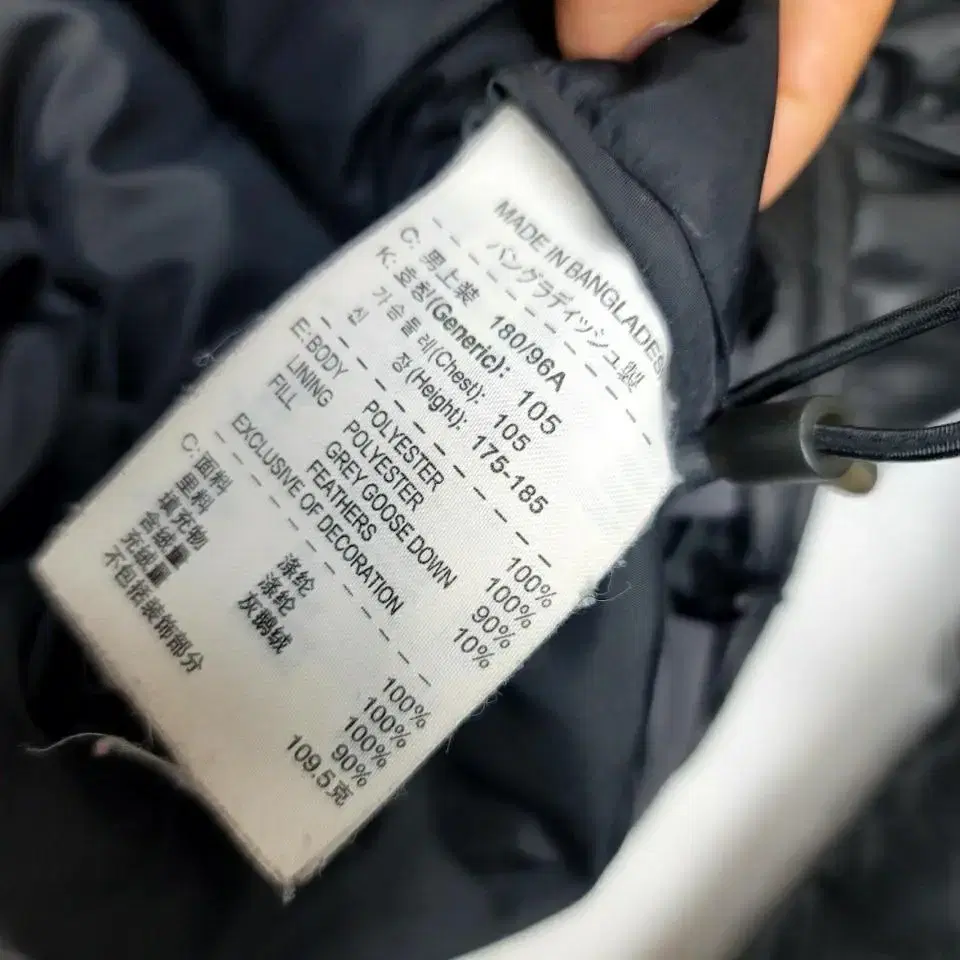 MADE IN BANGLADES
バングラディッシュ製
C: 男上装 180/96A
K: 호칭(Generic): 105
가슴둘레(Chest): 105
신 장(Height): 175-185
E:BODY POLYESTER 100%
LINING POLYESTER 100%
FILL GREY GOOSE DOWN 90%
FEATHERS 10%
EXCLUSIVE OF DECORATION
C:面料 涤纶 100%
里料 涤纶 100%
填充物 灰鹅绒 100%
含绒量 90%
充绒量 109.5克
不包括装饰部分